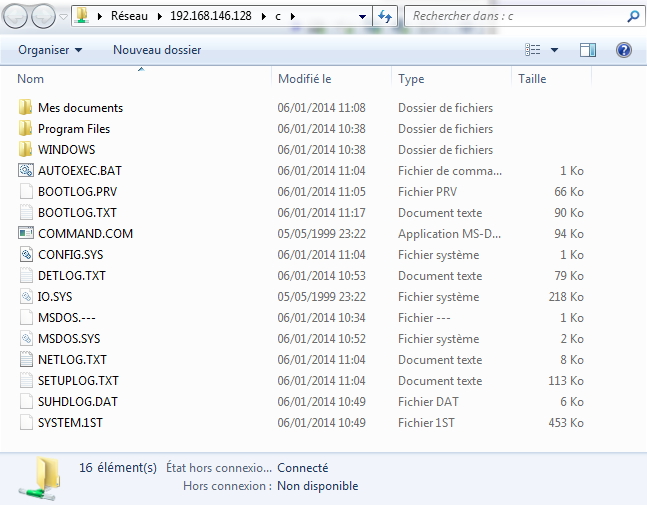 Réseau 192.168.146.128 c Rechercher dans : c
Organiser Nouveau dossier
Nom Modifié le Type Taille
Mes documents 06/01/2014 11:08 Dossier de fichiers
Program Files 06/01/2014 10:38 Dossier de fichiers
WINDOWS 06/01/2014 10:38 Dossier de fichiers
AUTOEXEC.BAT 06/01/2014 11:04 Fichier de comma... 1 Ko
BOOTLOG.PRV 06/01/2014 11:05 Fichier PRV 66 Ko
BOOTLOG.TXT 06/01/2014 11:17 Document texte 90 Ko
COMMAND.COM 05/05/1999 23:22 Application MS-D... 94 Ko
CONFIG.SYS 06/01/2014 11:04 Fichier système 1 Ko
DETLOG.TXT 06/01/2014 10:53 Document texte 79 Ko
IO.SYS 05/05/1999 23:22 Fichier système 218 Ko
MSDOS.--- 06/01/2014 10:34 Fichier --- 1 Ko
MSDOS.SYS 06/01/2014 10:52 Fichier système 2 Ko
NETLOG.TXT 06/01/2014 11:04 Document texte 8 Ko
SETUPLOG.TXT 06/01/2014 11:04 Document texte 113 Ko
SUHDLOG.DAT 06/01/2014 10:49 Fichier DAT 6 Ko
SYSTEM.1ST 06/01/2014 10:49 Fichier 1ST 453 Ko
16 élément(s) État hors connexio... Connecté
Hors connexion : Non disponible